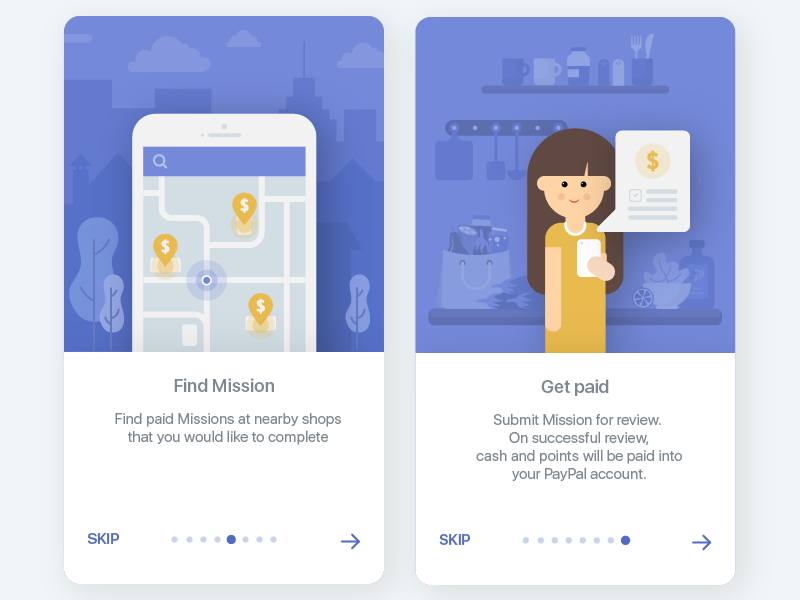 $
$
$
Find Mission
Find paid Missions at nearby shops
that you would like to complete
SKIP
$
Get paid
Submit Mission for review.
On successful review,
cash and points will be paid into
your PayPal account.
SKIP